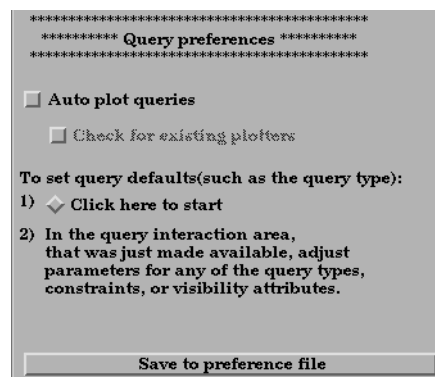 ******************************************
********** Query preferences **********
******************************************
Auto plot queries
Check for existing plotters
To set query defaults(such as the query type):
1) Click here to start
2) In the query interaction area,
that was just made available, adjust
parameters for any of the query types,
constraints, or visibility attributes.
Save to preference file